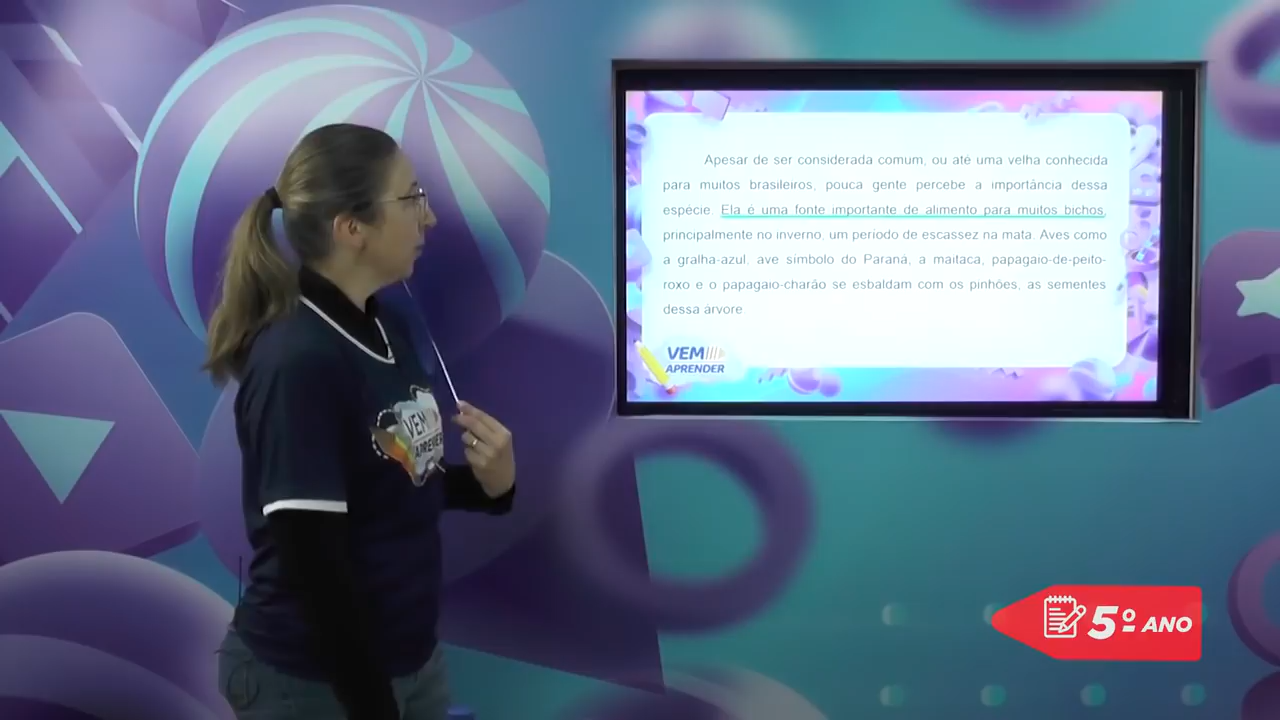 Apesar de ser considerada comum, ou até uma velha conhecida
para muitos brasileiros, pouca gente percebe a importância dessa
espécie. Ela é uma fonte importante de alimento para muitos bichos,
principalmente no inverno, um período de escassez na mata. Aves como
a gralha-azul, ave símbolo do Paraná, a maitaca, papagaio-de-peito-
roxo e o papagaio-charão se esbaldam com os pinhões, as sementes
dessa árvore.
VEM
APRENDER
VEM
APRENDER
5º ANO